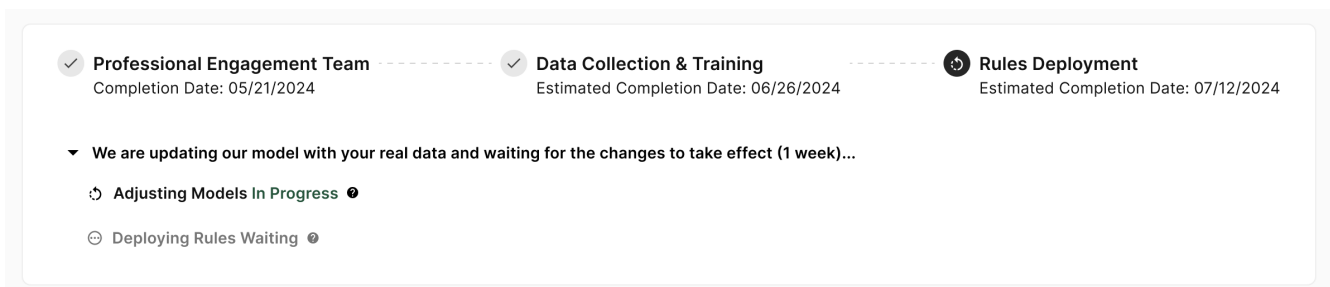 Professional Engagement Team
Completion Date: 05/21/2024
Data Collection & Training
Estimated Completion Date: 06/26/2024
Rules Deployment
Estimated Completion Date: 07/12/2024
We are updating our model with your real data and waiting for the changes to take effect (1 week)...
Adjusting Models In Progress ?
Deploying Rules Waiting ?